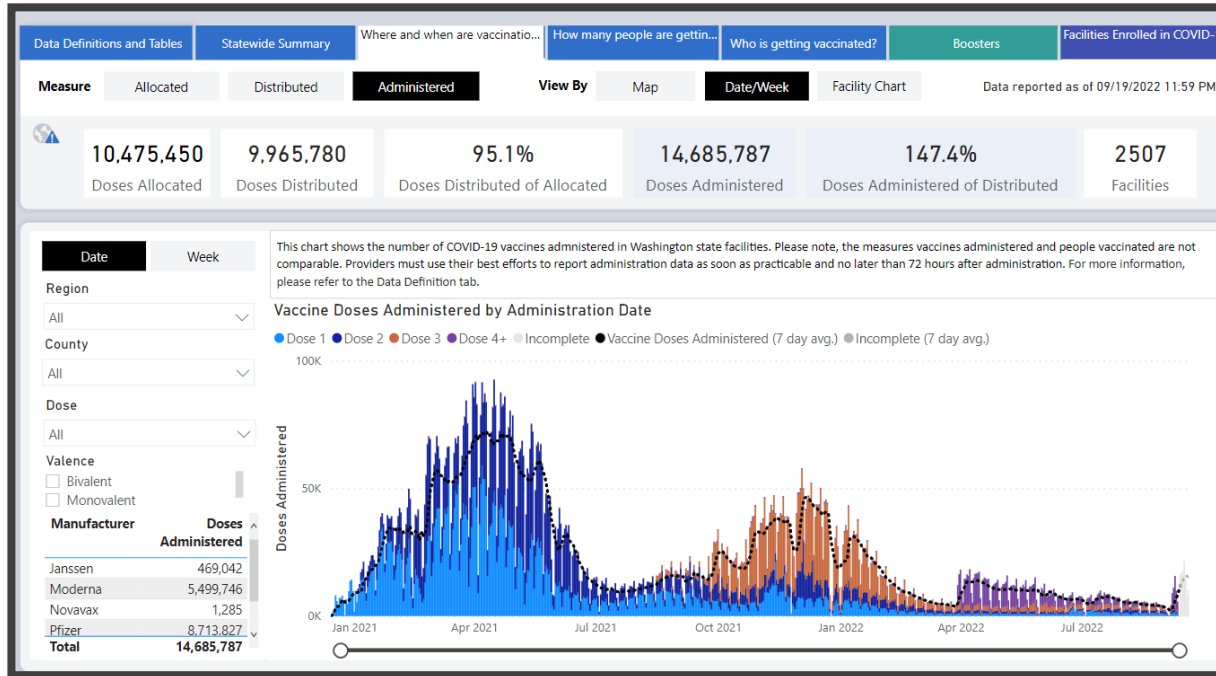 Data Definitions and Tables
Statewide Summary
Where and when are vaccinatio...
How many people are gettin...
Who is getting vaccinated?
Boosters
Facilities Enrolled in COVID-
Measure
Allocated
Distributed
Administered
View By
Map
Date/Week
Facility Chart
Data reported as of 09/19/2022 11:59 PM
10,475,450
Doses Allocated
9,965,780
Doses Distributed
95.1%
Doses Distributed of Allocated
14,685,787
Doses Administered
147.4%
Doses Administered of Distributed
2507
Facilities
Date
Week
Region
All
County
All
Dose
All
Valence
Bivalent
Monovalent
Manufacturer Doses
Administered
Janssen 469,042
Moderna 5,499,746
Novavax 1,285
Pfizer 8,713,827
Total 14,685,787
This chart shows the number of COVID-19 vaccines admnistered in Washington state facilities. Please note, the measures vaccines administered and people vaccinated are not
comparable. Providers must use their best efforts to report administration data as soon as practicable and no later than 72 hours after administration. For more information,
please refer to the Data Definition tab.
Vaccine Doses Administered by Administration Date
Dose 1 Dose 2 Dose 3 Dose 4+ Incomplete Vaccine Doses Administered (7 day avg.) Incomplete (7 day avg.)
Doses Administered
100K
50K
0K
Jan 2021 Apr 2021 Jul 2021 Oct 2021 Jan 2022 Apr 2022 Jul 2022